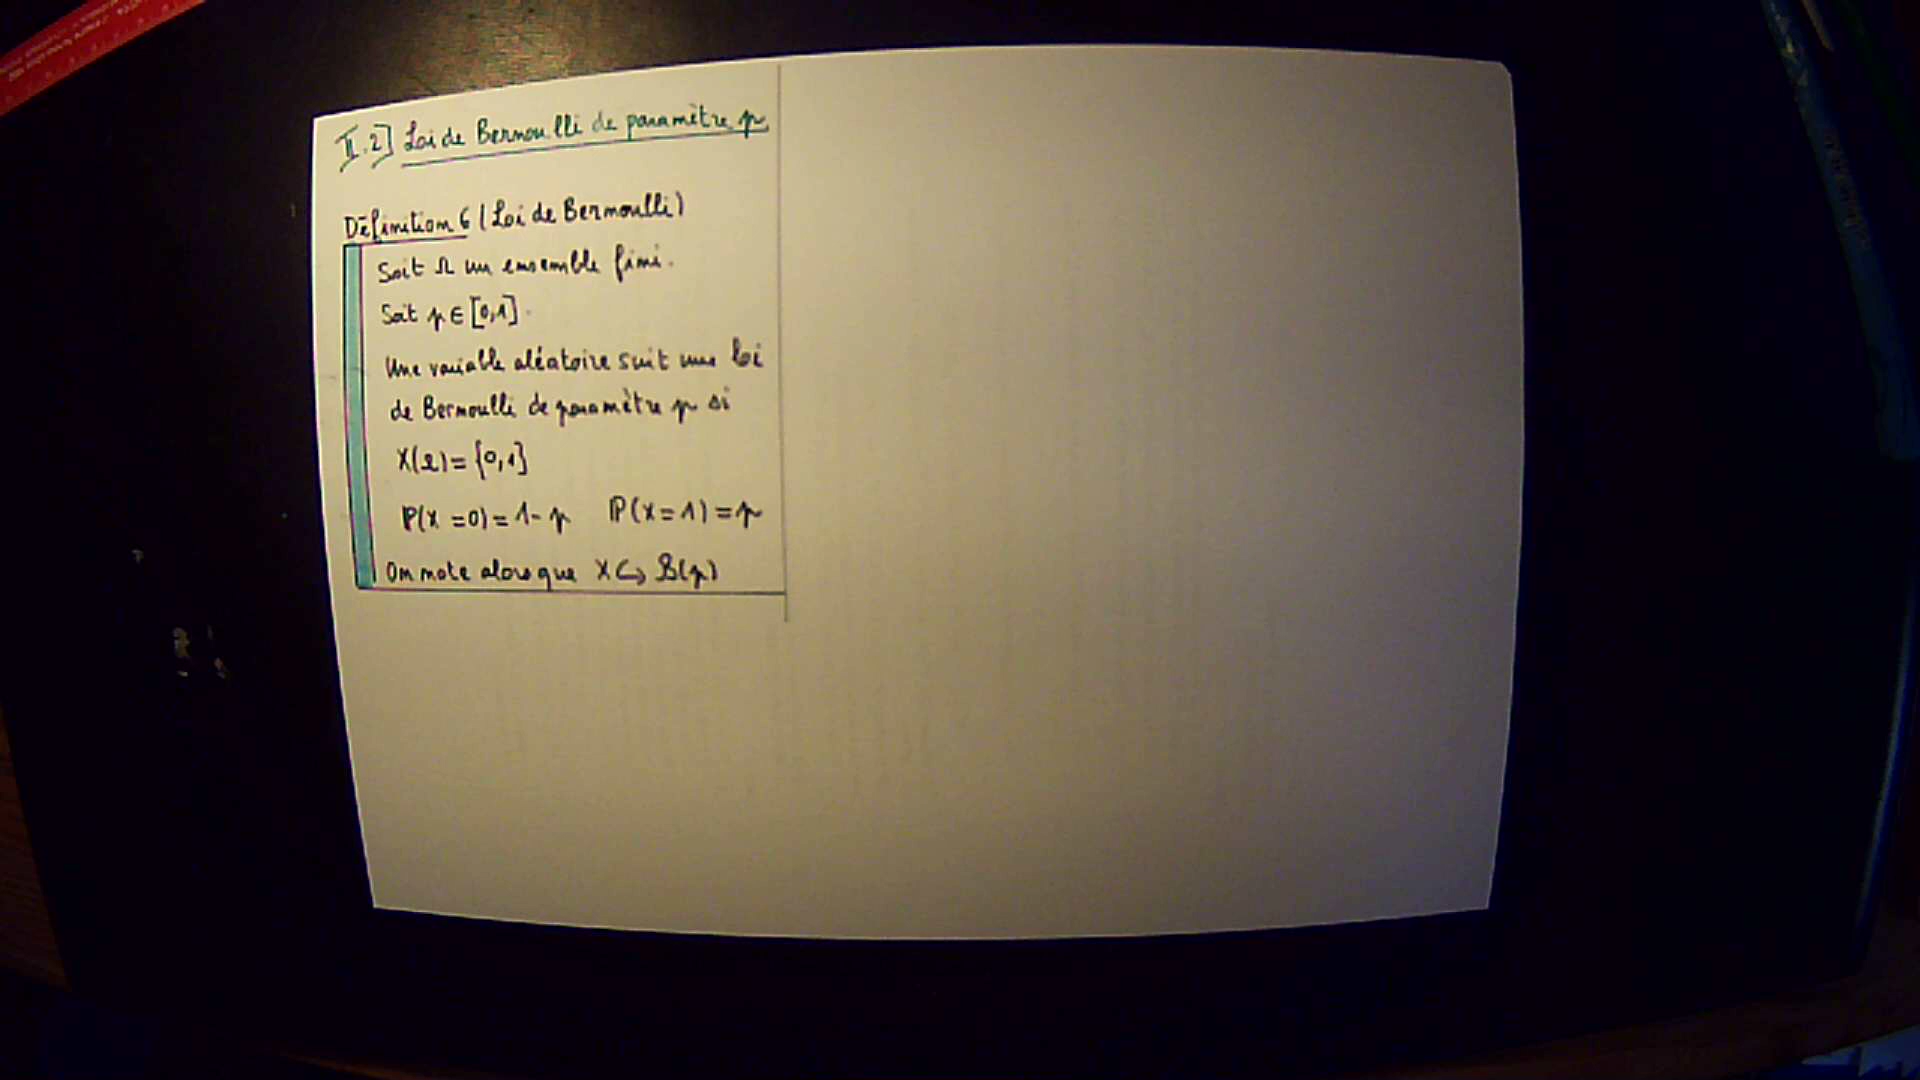 II.2] Loi de Bernoulli de paramètre p
Définition 6 (Loi de Bernoulli)
Soit Ω un ensemble fini.
Soit p ∈ [0,1].
Une variable aléatoire suit une loi
de Bernoulli de paramètre p si
X(Ω) = {0,1}
ℙ(X = 0) = 1 - p ℙ(X = 1) = p
On note alors que X ↪ B(p)